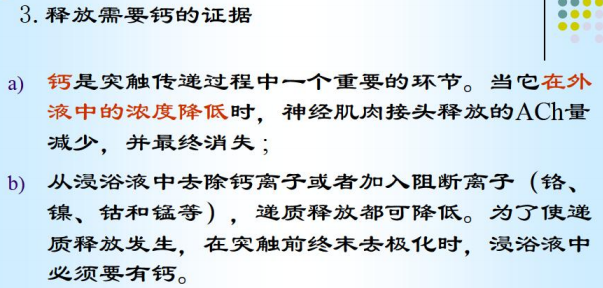 3. 释放需要钙的证据
a) 钙是突触传递过程中一个重要的环节。当它在外
液中的浓度降低时，神经肌肉接头释放的ACh量
减少，并最终消失；
b) 从浸浴液中去除钙离子或者加入阻断离子（铬、
镍、钴和锰等），递质释放都可降低。为了使递
质释放发生，在突触前终末去极化时，浸浴液中
必须要有钙。